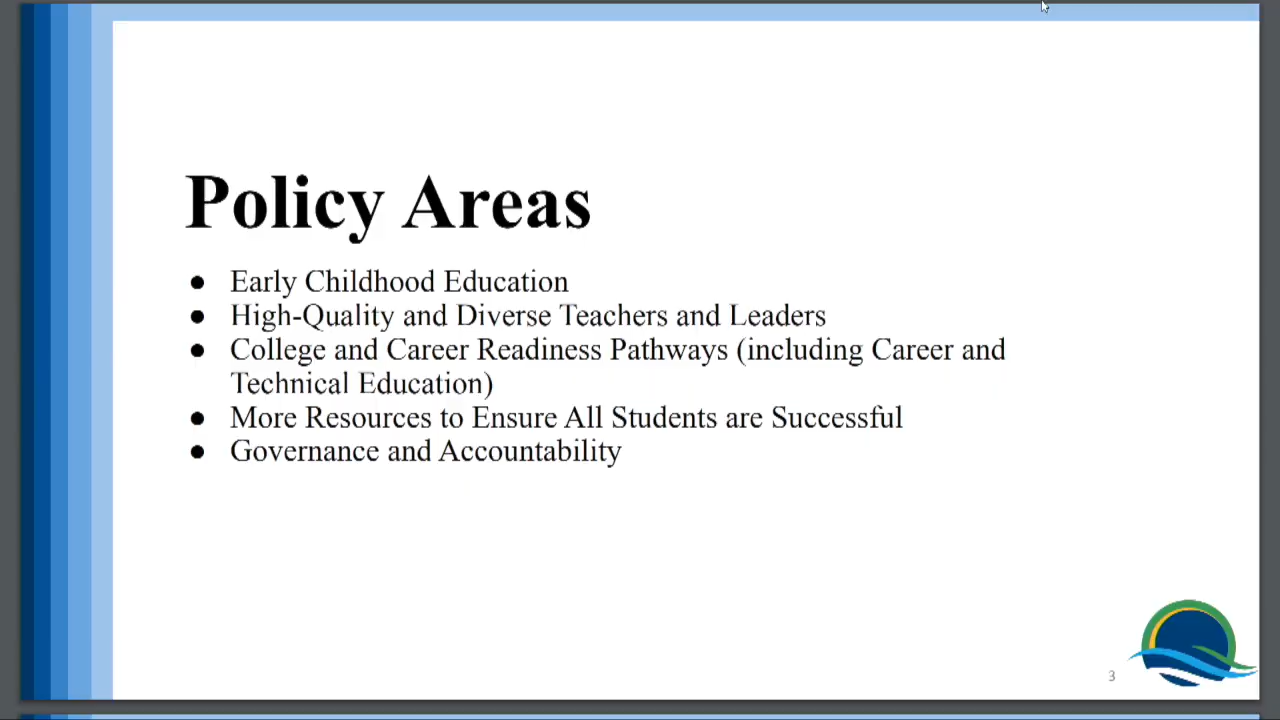 Policy Areas
● Early Childhood Education
● High-Quality and Diverse Teachers and Leaders
● College and Career Readiness Pathways (including Career and
Technical Education)
● More Resources to Ensure All Students are Successful
● Governance and Accountability
3